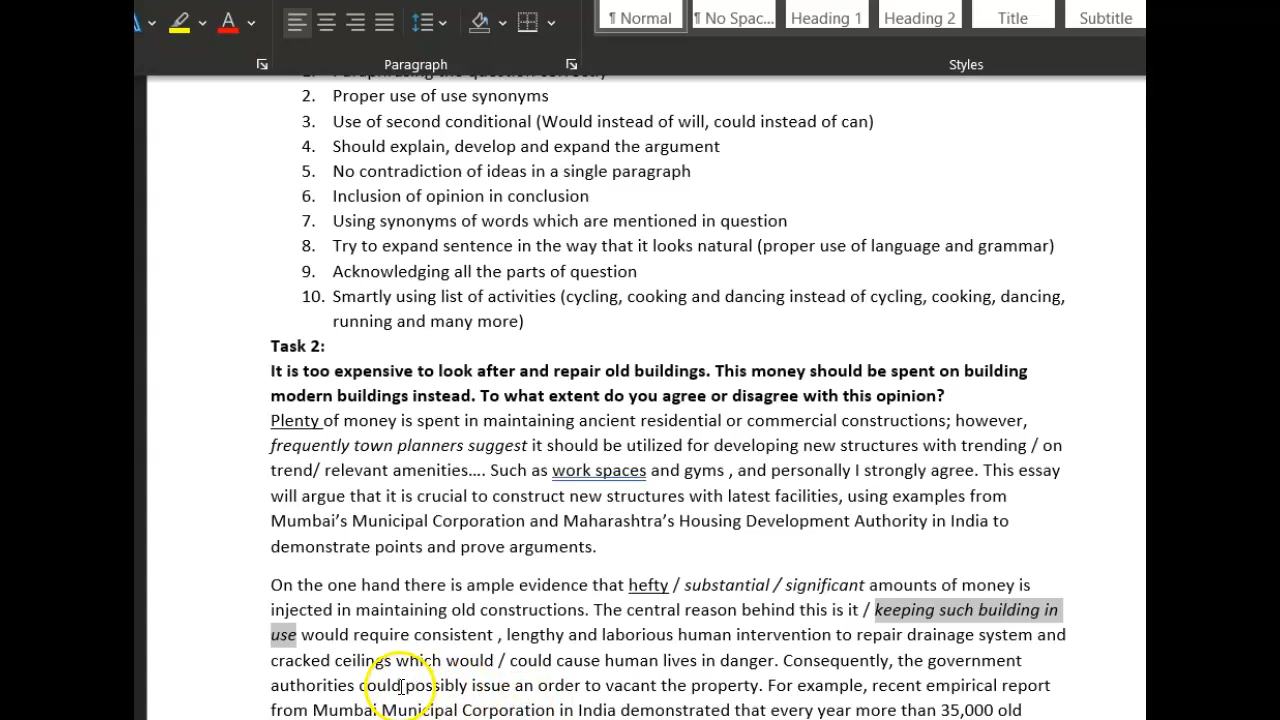 ¶ Normal ¶ No Spac... Heading 1 Heading 2 Title Subtitle
Paragraph Styles
2. Proper use of use synonyms
3. Use of second conditional (Would instead of will, could instead of can)
4. Should explain, develop and expand the argument
5. No contradiction of ideas in a single paragraph
6. Inclusion of opinion in conclusion
7. Using synonyms of words which are mentioned in question
8. Try to expand sentence in the way that it looks natural (proper use of language and grammar)
9. Acknowledging all the parts of question
10. Smartly using list of activities (cycling, cooking and dancing instead of cycling, cooking, dancing,
running and many more)
Task 2:
It is too expensive to look after and repair old buildings. This money should be spent on building
modern buildings instead. To what extent do you agree or disagree with this opinion?
Plenty of money is spent in maintaining ancient residential or commercial constructions; however,
frequently town planners suggest it should be utilized for developing new structures with trending / on
trend/ relevant amenities…. Such as work spaces and gyms , and personally I strongly agree. This essay
will argue that it is crucial to construct new structures with latest facilities, using examples from
Mumbai’s Municipal Corporation and Maharashtra’s Housing Development Authority in India to
demonstrate points and prove arguments.
On the one hand there is ample evidence that hefty / substantial / significant amounts of money is
injected in maintaining old constructions. The central reason behind this is it / keeping such building in
use would require consistent , lengthy and laborious human intervention to repair drainage system and
cracked ceilings which would / could cause human lives in danger. Consequently, the government
authorities could possibly issue an order to vacant the property. For example, recent empirical report
from Mumbai Municipal Corporation in India demonstrated that every year more than 35,000 old